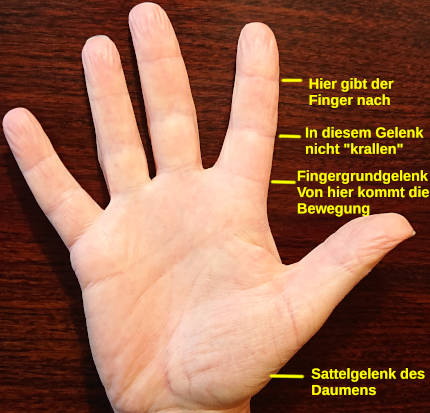 Hier gibt der
Finger nach
In diesem Gelenk
nicht "krallen"
Fingergrundgelenk
Von hier kommt die
Bewegung
Sattelgelenk des
Daumens